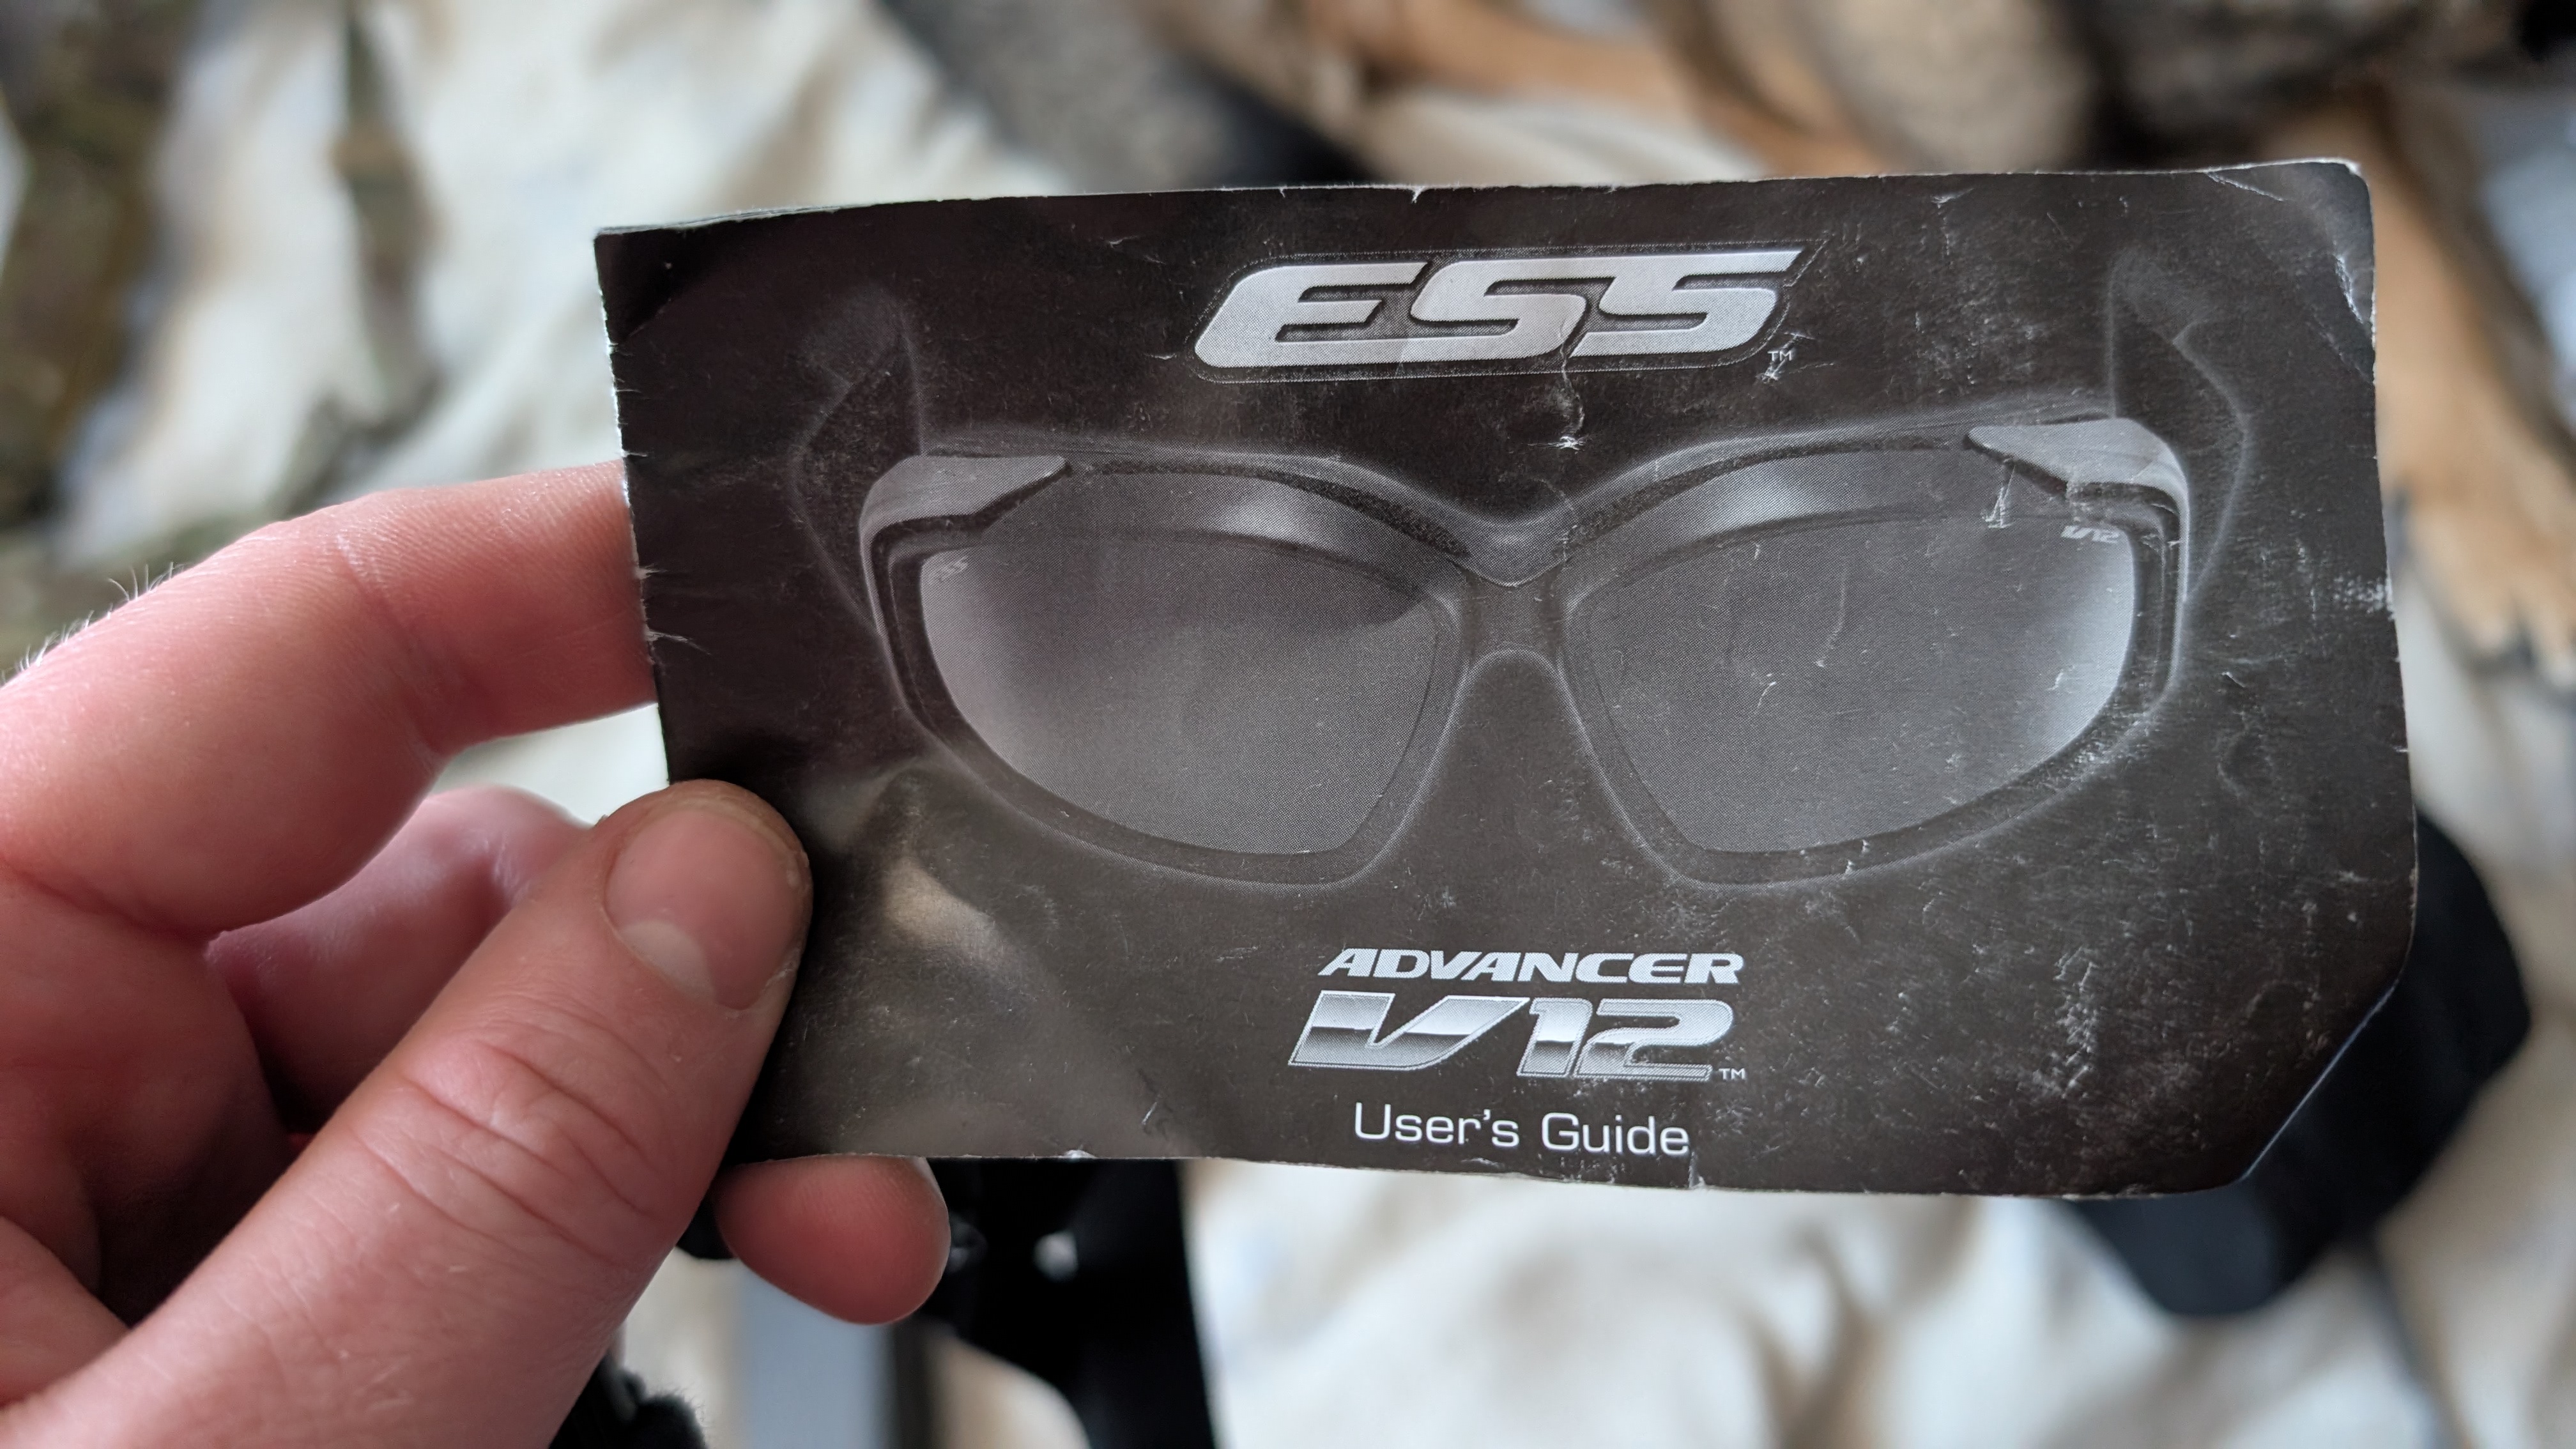 ESS™
ESS
V12
ADVANCER
V12™
User's Guide